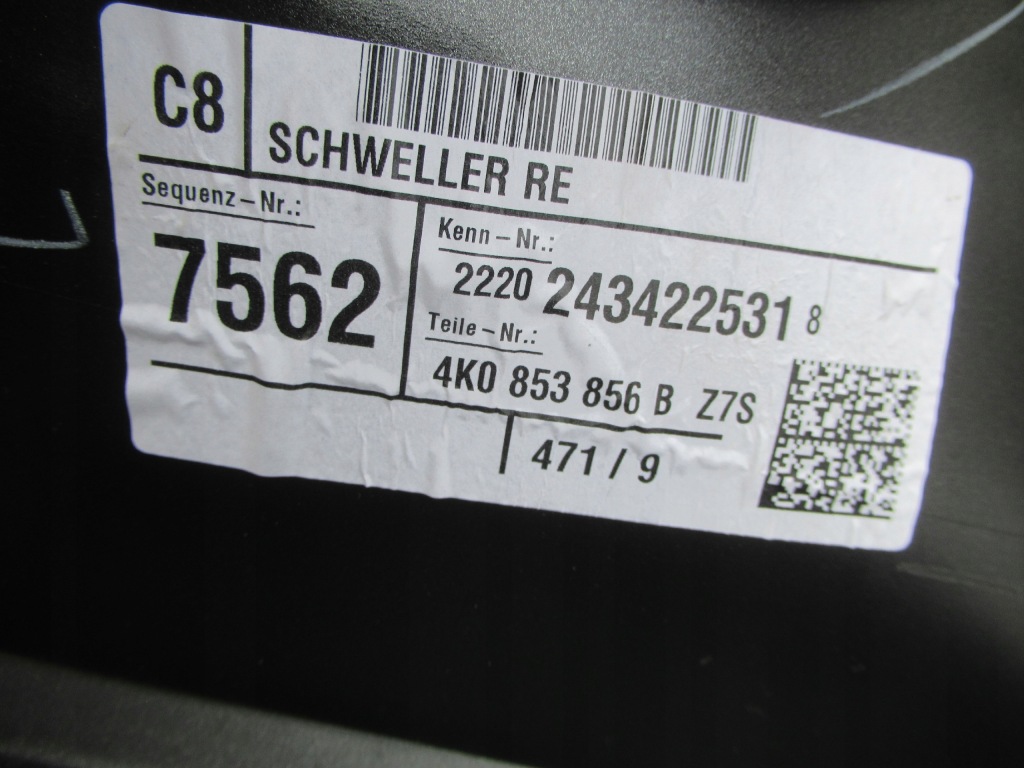 C8
SCHWELLER RE
Sequenz-Nr.:
7562
Kenn-Nr.:
2220 243422531 8
Teile-Nr.:
4K0 853 856 B Z7S
471/9